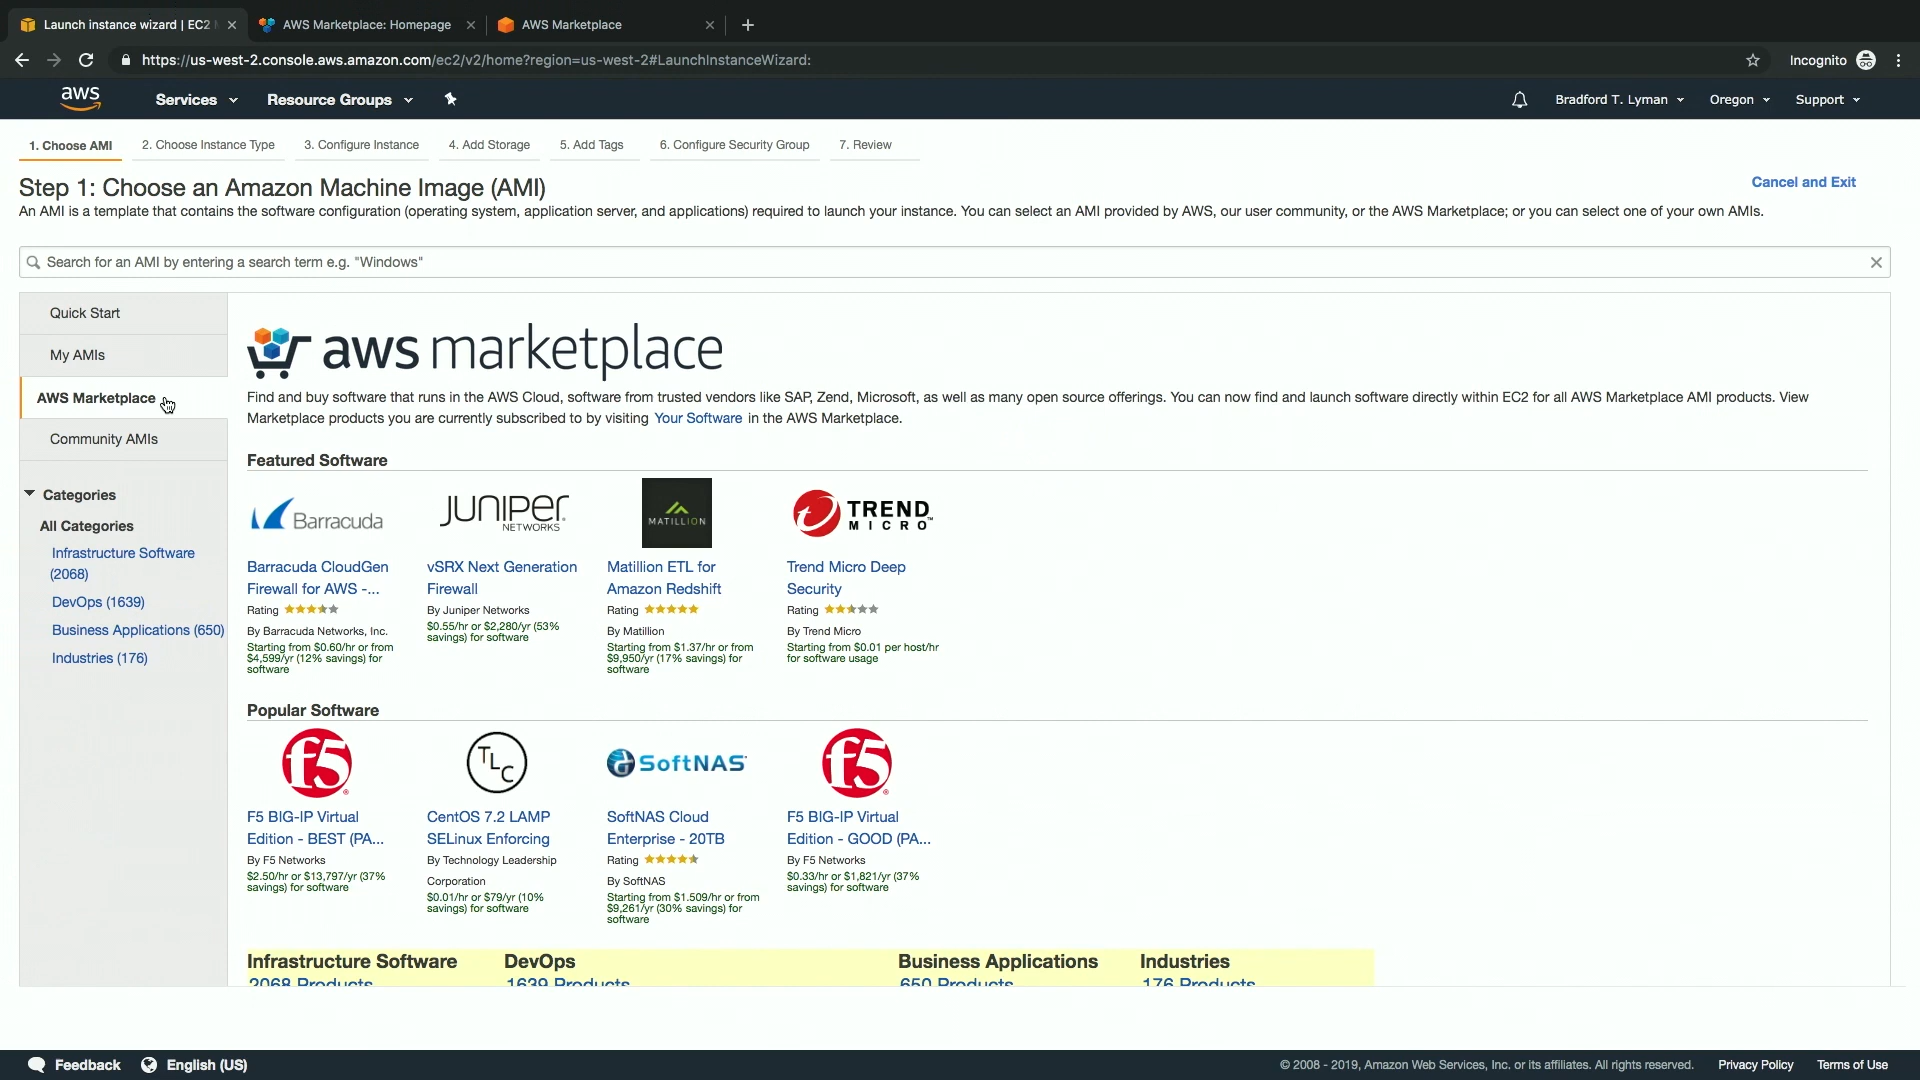 Launch instance wizard | EC2
AWS Marketplace: Homepage
AWS Marketplace
https://us-west-2.console.aws.amazon.com/ec2/v2/home?region=us-west-2#LaunchInstanceWizard:
Incognito
aws
Services
Resource Groups
Bradford T. Lyman
Oregon
Support
1. Choose AMI
2. Choose Instance Type
3. Configure Instance
4. Add Storage
5. Add Tags
6. Configure Security Group
7. Review
Step 1: Choose an Amazon Machine Image (AMI)
Cancel and Exit
An AMI is a template that contains the software configuration (operating system, application server, and applications) required to launch your instance. You can select an AMI provided by AWS, our user community, or the AWS Marketplace; or you can select one of your own AMIs.
Search for an AMI by entering a search term e.g. "Windows"
Quick Start
My AMIs
AWS Marketplace
Community AMIs
Categories
All Categories
Infrastructure Software
(2068)
DevOps (1639)
Business Applications (650)
Industries (176)
aws marketplace
Find and buy software that runs in the AWS Cloud, software from trusted vendors like SAP, Zend, Microsoft, as well as many open source offerings. You can now find and launch software directly within EC2 for all AWS Marketplace AMI products. View
Marketplace products you are currently subscribed to by visiting Your Software in the AWS Marketplace.
Featured Software
Barracuda
Barracuda CloudGen
Firewall for AWS -...
Rating
By Barracuda Networks, Inc.
Starting from $0.60/hr or from
$4,599/yr (12% savings) for
software
JUNIPER
NETWORKS
vSRX Next Generation
Firewall
By Juniper Networks
$0.55/hr or $2,280/yr (53%
savings) for software
MATILLION
Matillion ETL for
Amazon Redshift
Rating
By Matillion
Starting from $1.37/hr or from
$9,950/yr (17% savings) for
software
TREND
MICRO
Trend Micro Deep
Security
Rating
By Trend Micro
Starting from $0.01 per host/hr
for software usage
Popular Software
f5
F5 BIG-IP Virtual
Edition - BEST (PA...
By F5 Networks
$2.50/hr or $13,797/yr (37%
savings) for software
TLC
CentOS 7.2 LAMP
SELinux Enforcing
By Technology Leadership
Corporation
$0.01/hr or $79/yr (10%
savings) for software
SoftNAS
SoftNAS Cloud
Enterprise - 20TB
Rating
By SoftNAS
Starting from $1.509/hr or from
$9,261/yr (30% savings) for
software
f5
F5 BIG-IP Virtual
Edition - GOOD (PA...
By F5 Networks
$0.33/hr or $1,821/yr (37%
savings) for software
Infrastructure Software
2068 Products
DevOps
1639 Products
Business Applications
650 Products
Industries
176 Products
Feedback
English (US)
© 2008 - 2019, Amazon Web Services, Inc. or its affiliates. All rights reserved.
Privacy Policy
Terms of Use